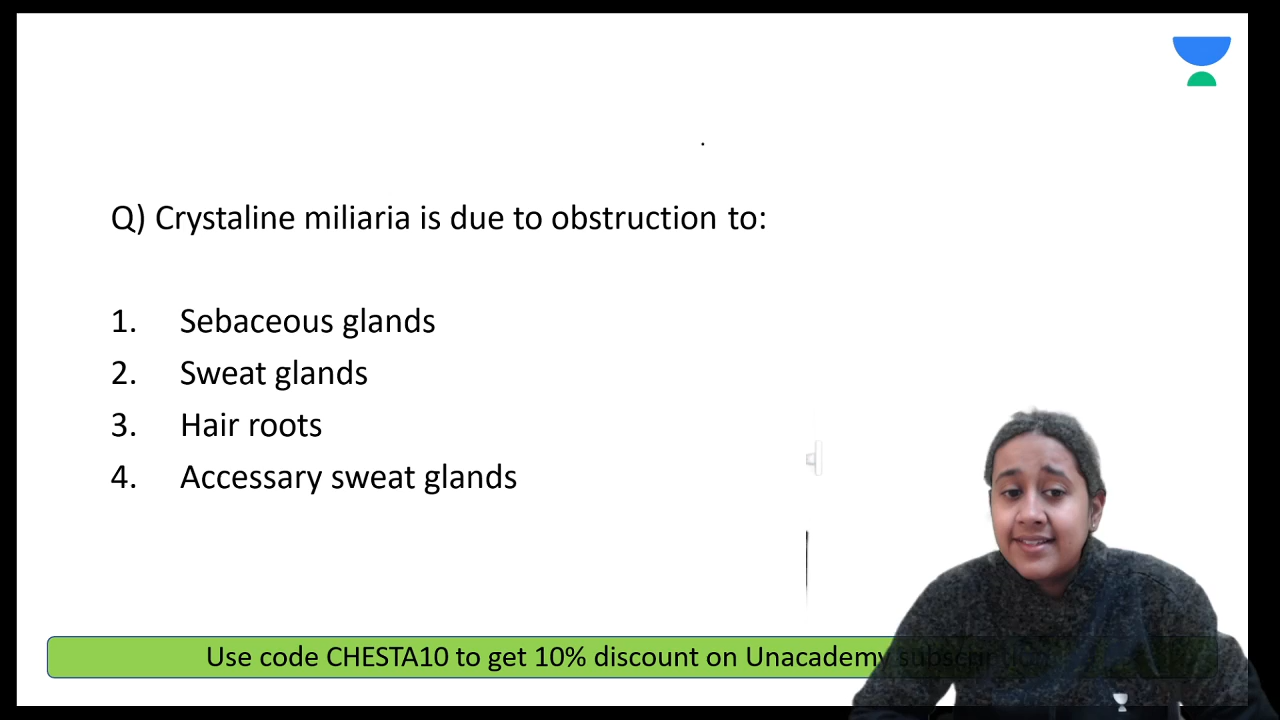 Q) Crystaline miliaria is due to obstruction to:
1. Sebaceous glands
2. Sweat glands
3. Hair roots
4. Accessary sweat glands
Use code CHESTA10 to get 10% discount on Unacademy